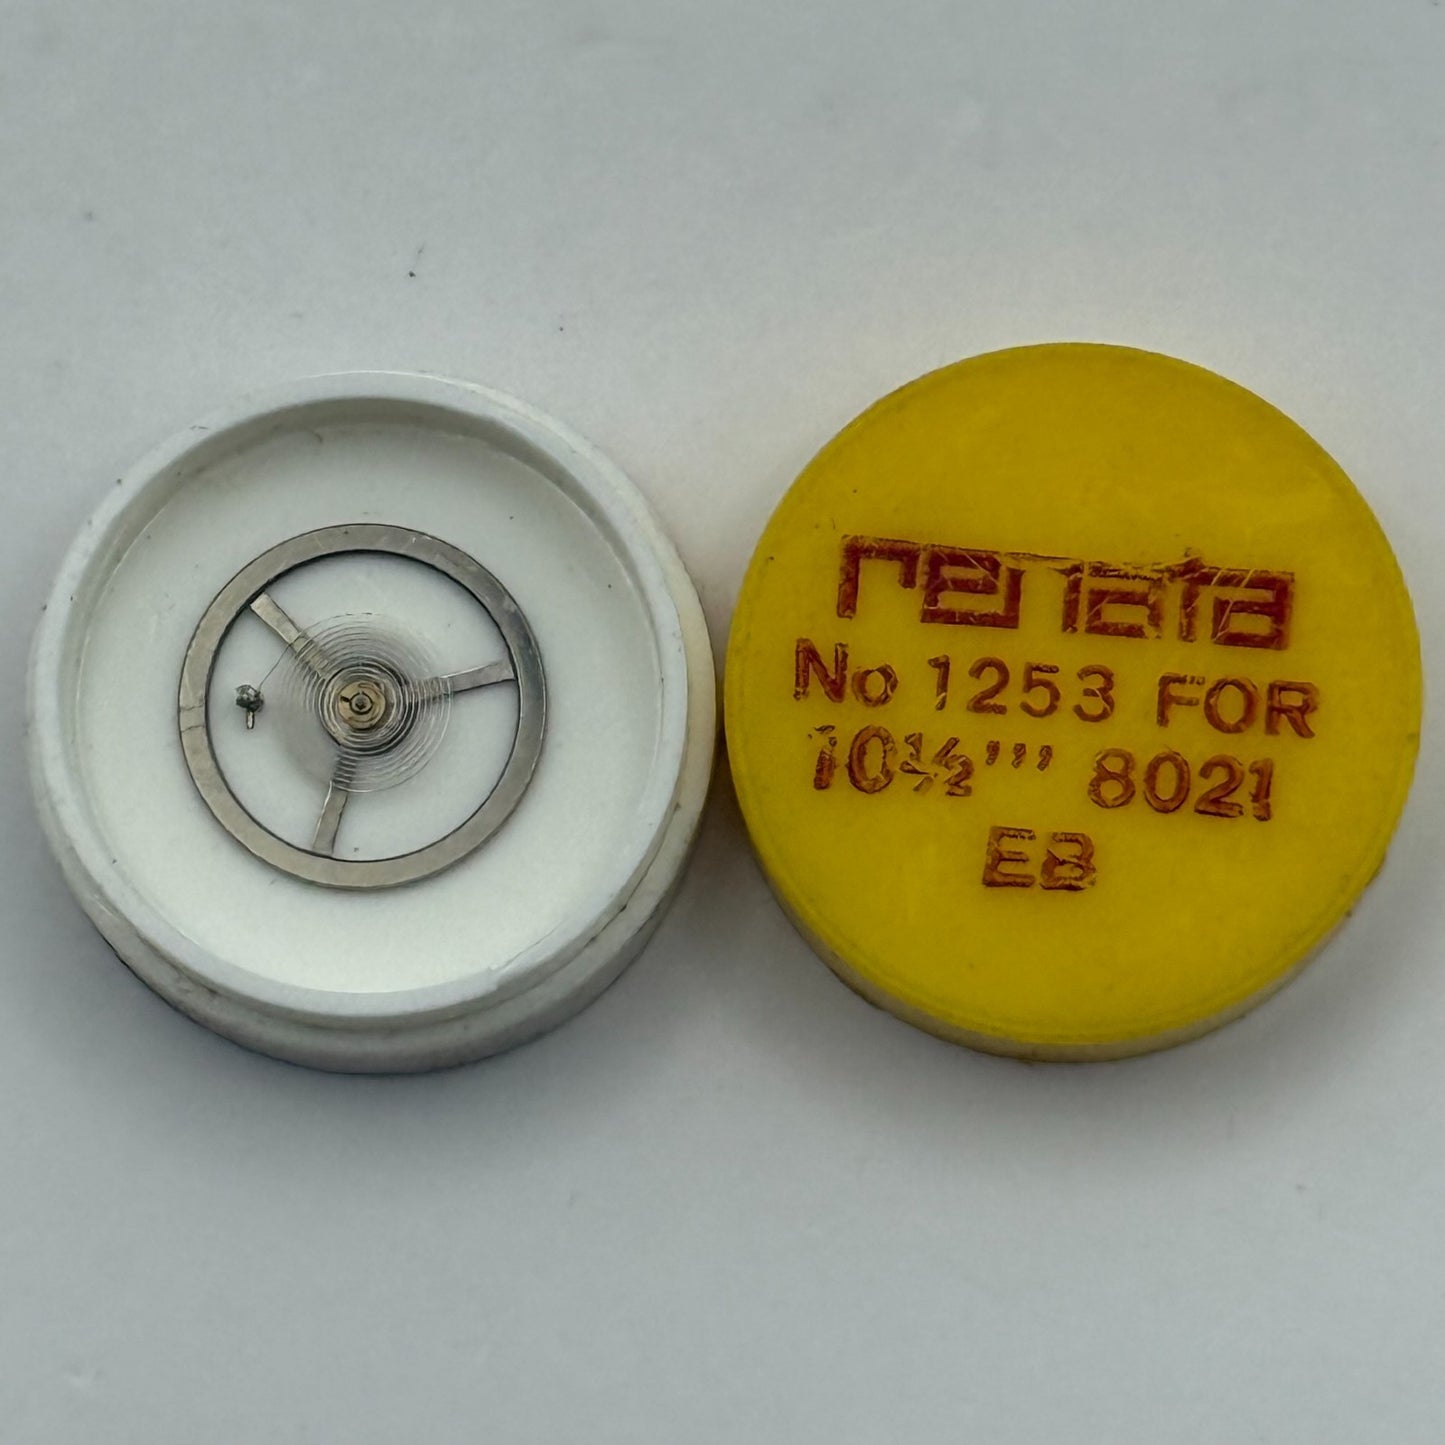 renata
No 1253 FOR
10½''' 8021
EB